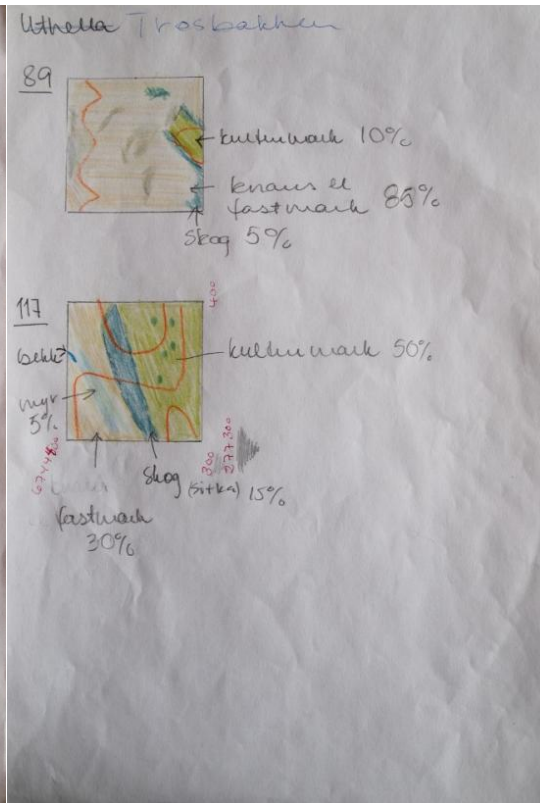 Uthella Trosbakken
89
kulturmark 10%
knaus el
fastmark 85%
Skog 5%
117
400
bekk
kulturmark 50%
myr
5%
300
277300
Skog (sitka) 15%
fastmark
30%